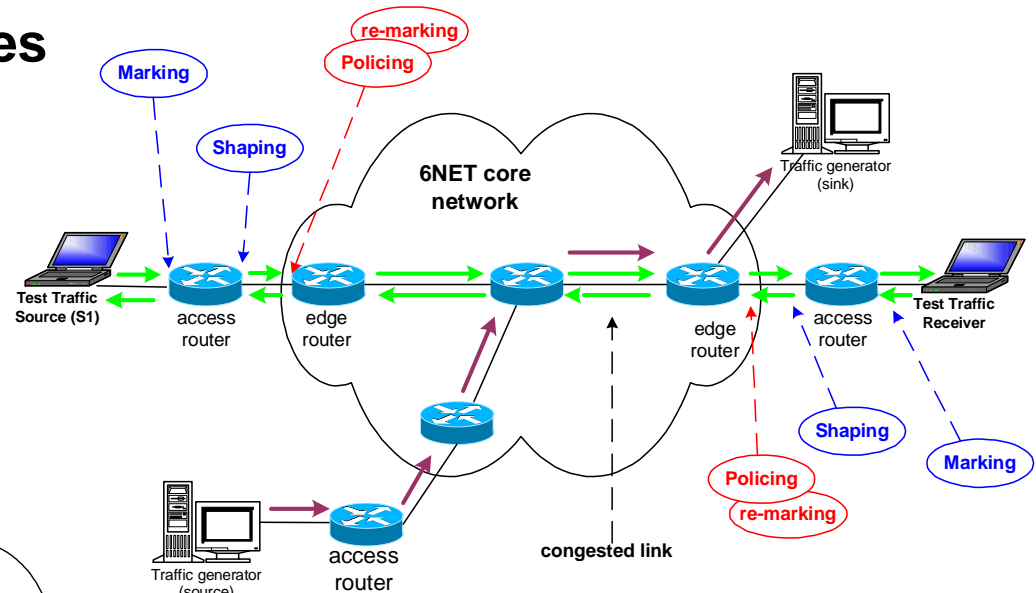 es
re-marking
Policing
Marking
Shaping
6NET core
network
Traffic generator
(sink)
Test Traffic
Source (S1)
access
router
edge
router
edge
router
access
router
Test Traffic
Receiver
Shaping
Marking
Policing
re-marking
congested link
access
router
Traffic generator
(source)